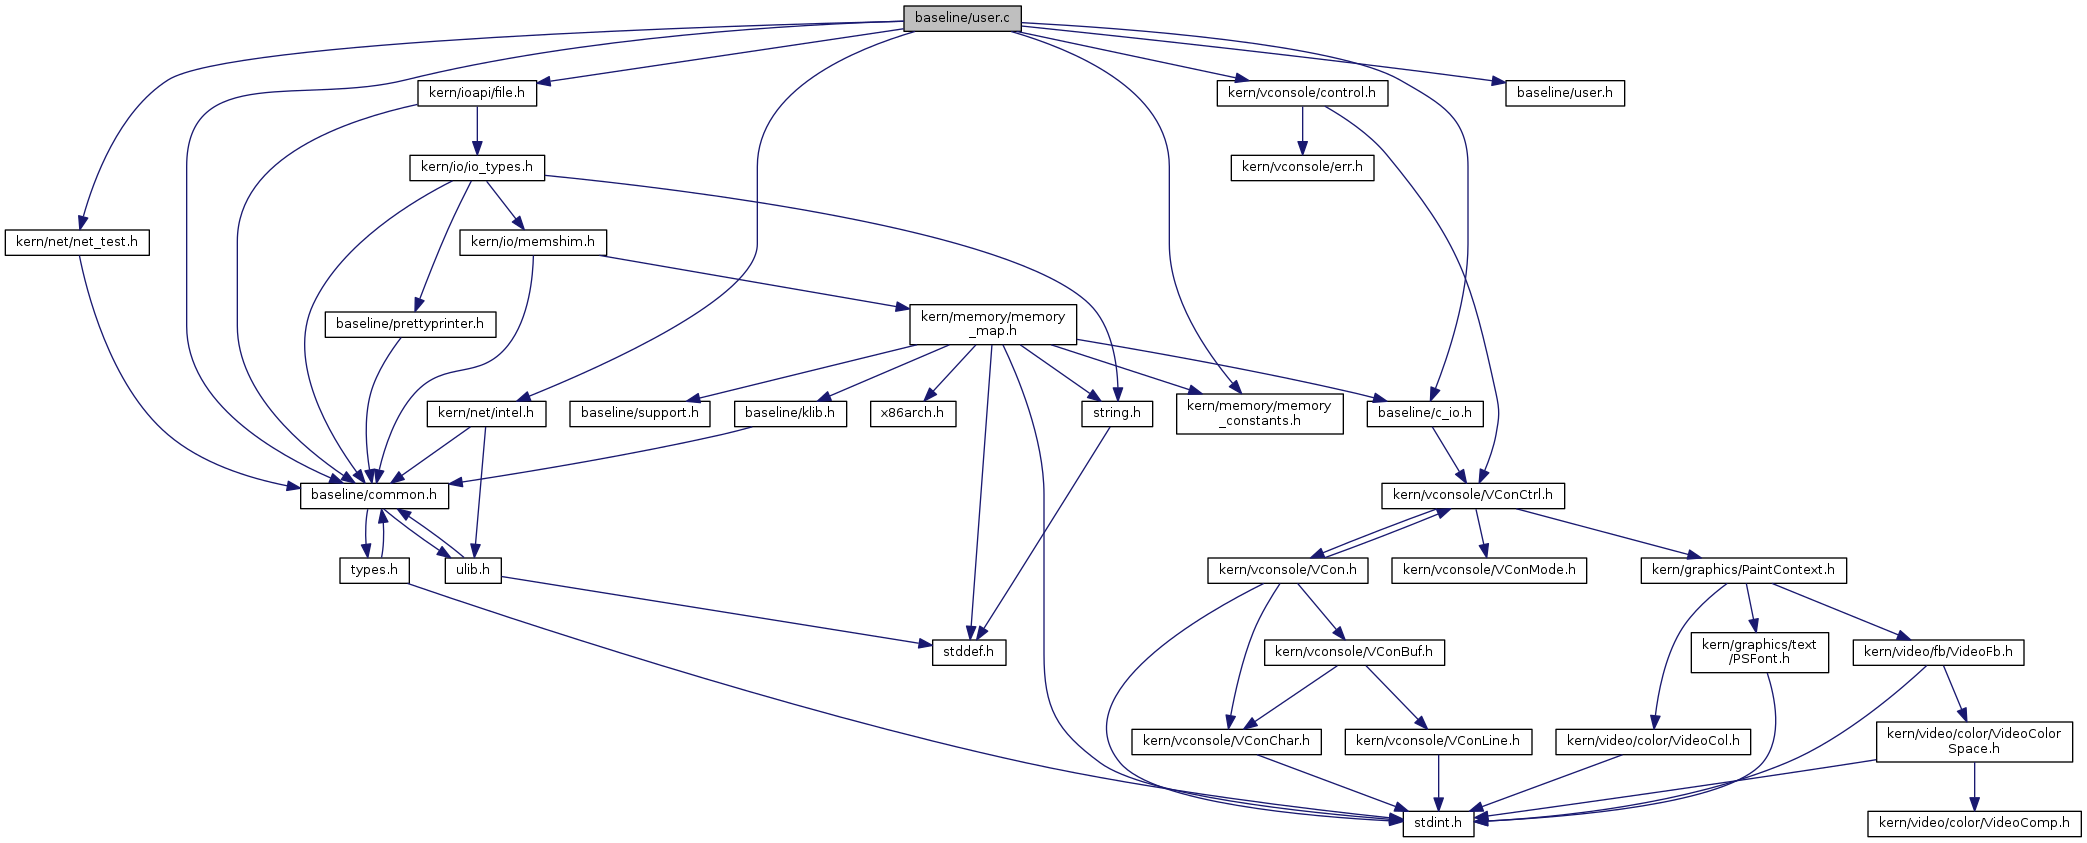 baseline/user.c
kern/ioapi/file.h
kern/vconsole/control.h
baseline/user.h
kern/io/io_types.h
kern/vconsole/err.h
kern/net/net_test.h
kern/io/memshim.h
baseline/prettyprinter.h
kern/memory/memory
_map.h
kern/net/intel.h
baseline/support.h
baseline/klib.h
x86arch.h
string.h
kern/memory/memory
_constants.h
baseline/c_io.h
baseline/common.h
kern/vconsole/VConCtrl.h
types.h
ulib.h
kern/vconsole/VCon.h
kern/vconsole/VConMode.h
kern/graphics/PaintContext.h
stddef.h
kern/vconsole/VConBuf.h
kern/graphics/text
/PSFont.h
kern/video/fb/VideoFb.h
kern/vconsole/VConChar.h
kern/vconsole/VConLine.h
kern/video/color/VideoCol.h
kern/video/color/VideoColor
Space.h
stdint.h
kern/video/color/VideoComp.h